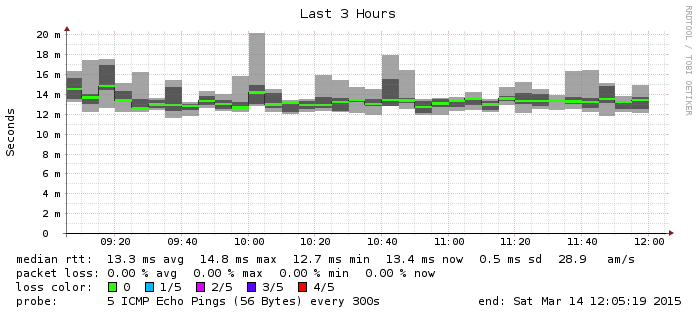 Last 3 Hours
RRDTOOL / TOBI OETIKER
Seconds
20 m
18 m
16 m
14 m
12 m
10 m
8 m
6 m
4 m
2 m
0
09:20 09:40 10:00 10:20 10:40 11:00 11:20 11:40 12:00
median rtt: 13.3 ms avg 14.8 ms max 12.7 ms min 13.4 ms now 0.5 ms sd 28.9 am/s
packet loss: 0.00 % avg 0.00 % max 0.00 % min 0.00 % now
loss color: 0 1/5 2/5 3/5 4/5
probe: 5 ICMP Echo Pings (56 Bytes) every 300s end: Sat Mar 14 12:05:19 2015